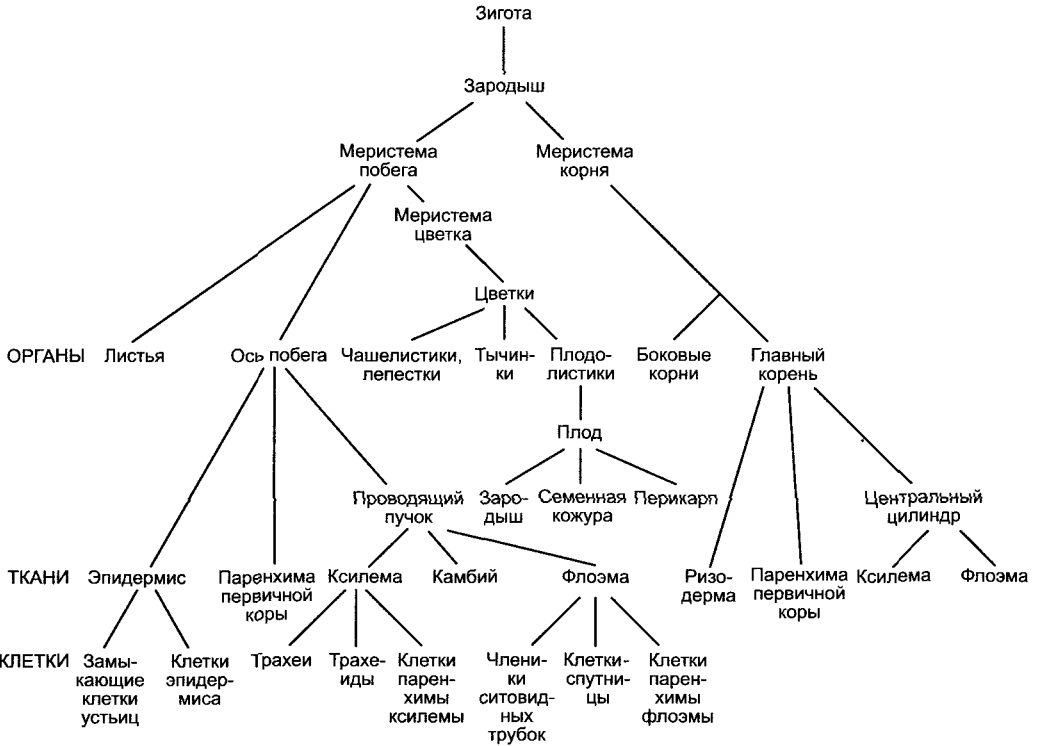 Зигота
Зародыш
Меристема
побега
Меристема
корня
Меристема
цветка
Цветки
ОРГАНЫ
Листья
Ось побега
Чашелистики,
лепестки
Тычин-
ки
Плодо-
листики
Боковые
корни
Главный
корень
Плод
Проводящий
пучок
Заро-
дыш
Семенная
кожура
Перикарп
Центральный
цилиндр
ТКАНИ
Эпидермис
Паренхима
первичной
коры
Ксилема
Камбий
Флоэма
Ризо-
дерма
Паренхима
первичной
коры
Ксилема
Флоэма
КЛЕТКИ
Замы-
кающие
клетки
устьиц
Клетки
эпидер-
миса
Трахеи
Трахе-
иды
Клетки
парен-
химы
ксилемы
Членики
ки
ситовид-
ных
трубок
Клетки-
спутни-
цы
Клетки
парен-
химы
флоэмы